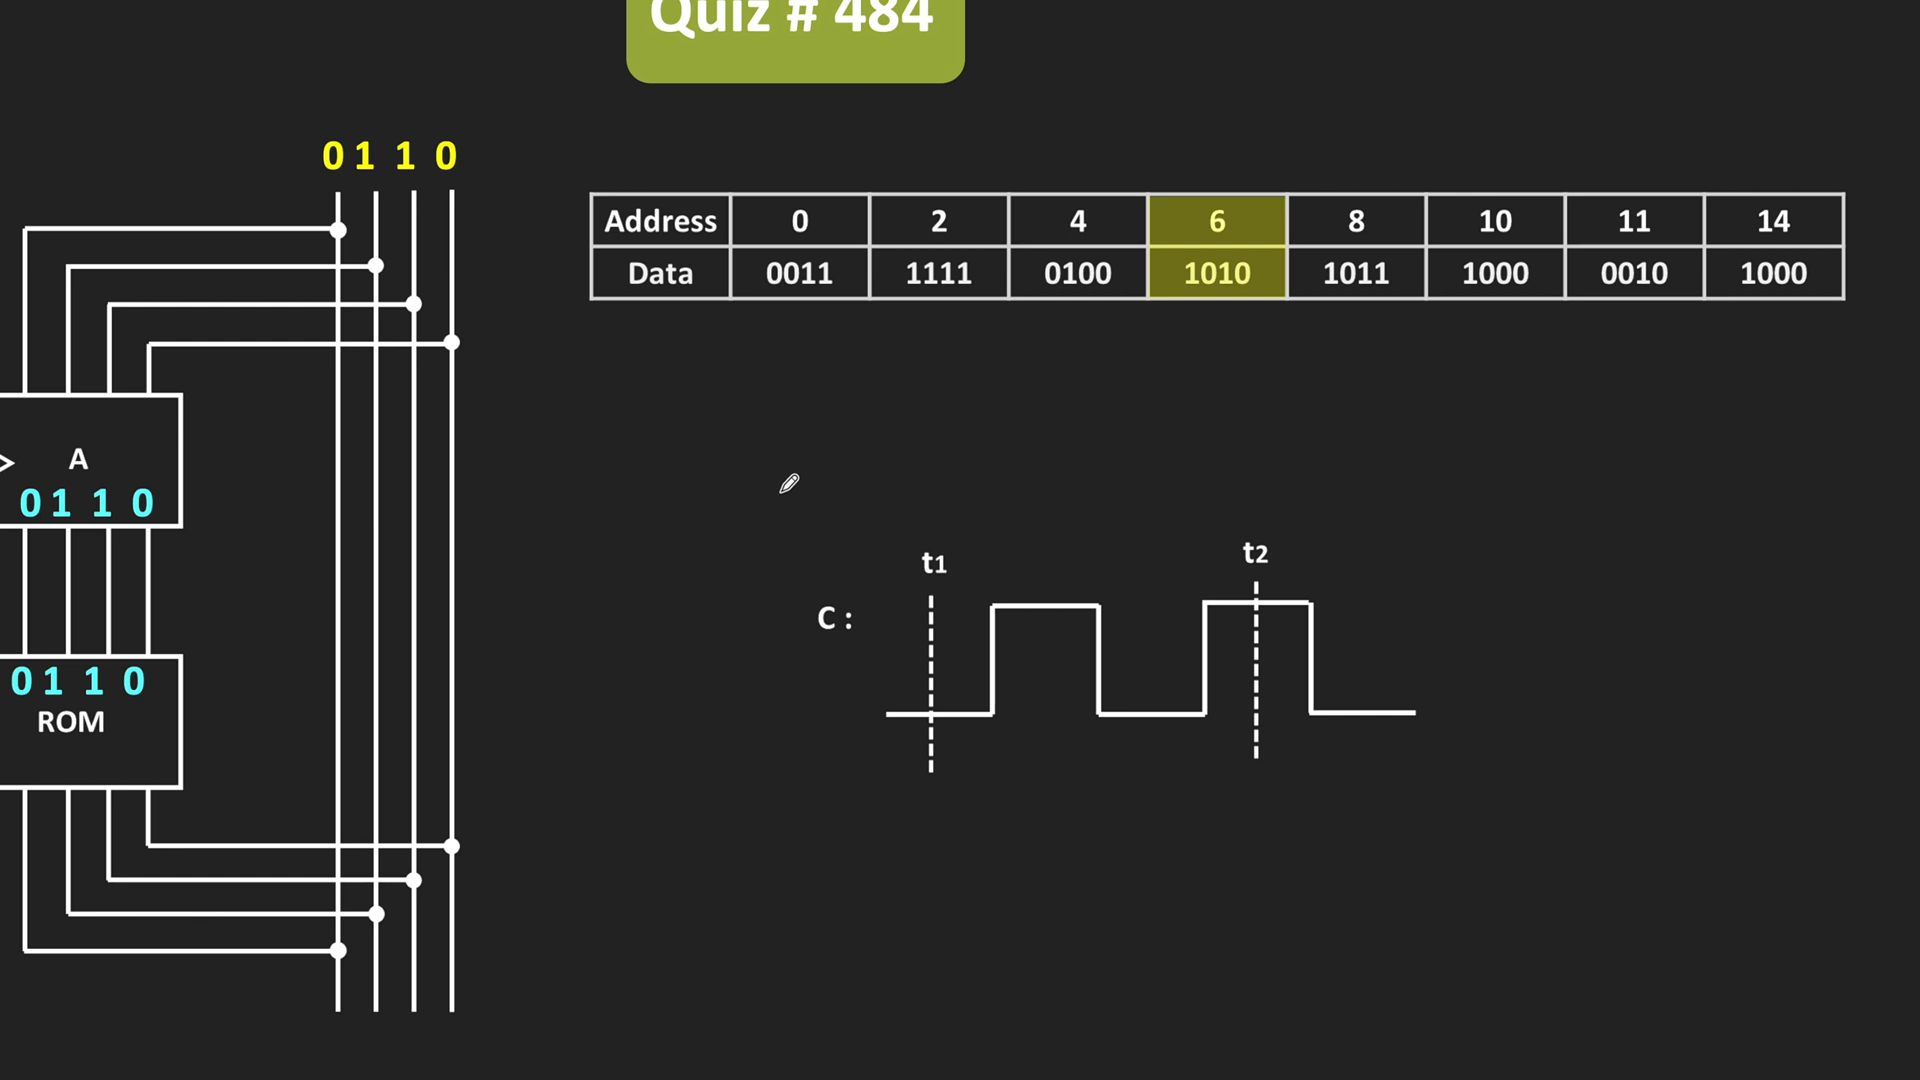 Quiz # 484
0 1 1 0
Address 0 2 4 6 8 10 11 14
Data 0011 1111 0100 1010 1011 1000 0010 1000
A
0 1 1 0
t1
t2
C :
0 1 1 0
ROM